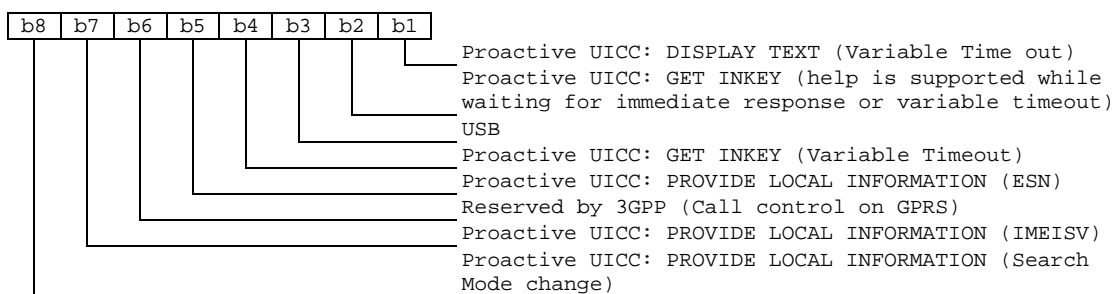 b8 b7 b6 b5 b4 b3 b2 b1
Proactive UICC: DISPLAY TEXT (Variable Time out)
Proactive UICC: GET INKEY (help is supported while
waiting for immediate response or variable timeout)
USB
Proactive UICC: GET INKEY (Variable Timeout)
Proactive UICC: PROVIDE LOCAL INFORMATION (ESN)
Reserved by 3GPP (Call control on GPRS)
Proactive UICC: PROVIDE LOCAL INFORMATION (IMEISV)
Proactive UICC: PROVIDE LOCAL INFORMATION (Search
Mode change)